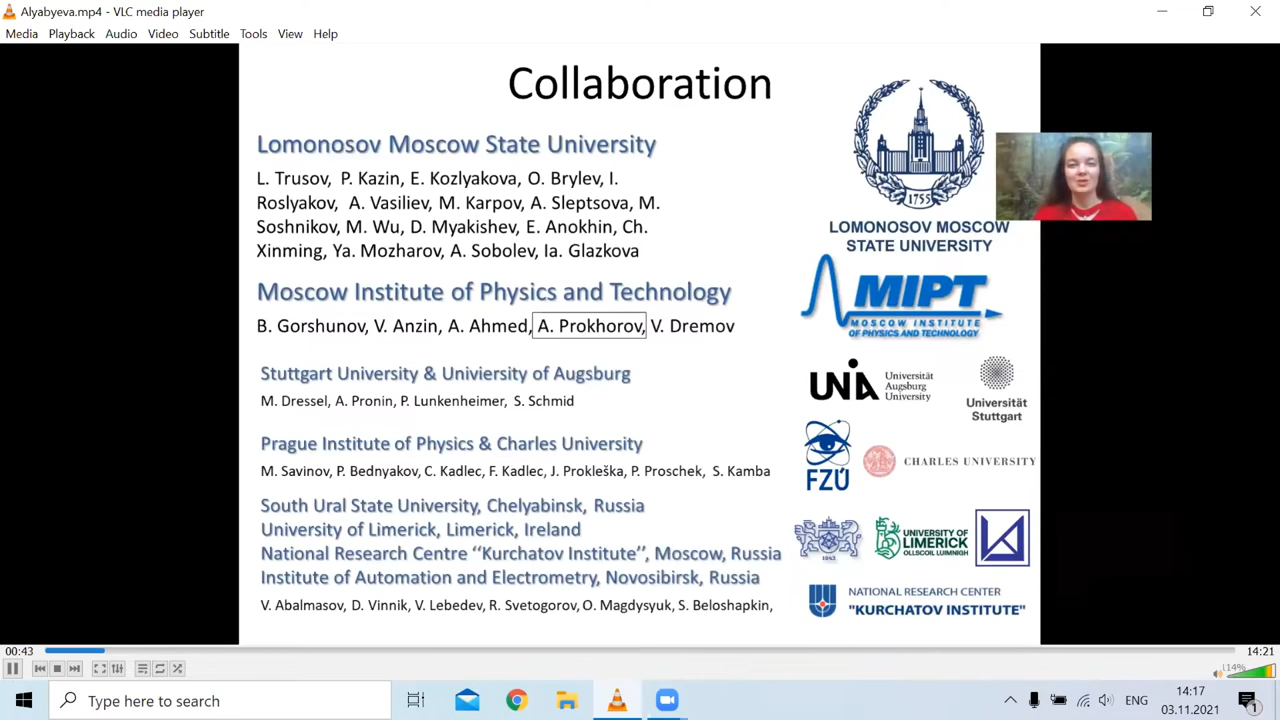 Alyabyeva.mp4 - VLC media player
Media Playback Audio Video Subtitle Tools View Help
Collaboration
Lomonosov Moscow State University
L. Trusov, P. Kazin, E. Kozlyakova, O. Brylev, I.
Roslyakov, A. Vasiliev, M. Karpov, A. Sleptsova, M.
Soshnikov, M. Wu, D. Myakishev, E. Anokhin, Ch.
Xinming, Ya. Mozharov, A. Sobolev, Ia. Glazkova
1755
LOMONOSOV MOSCOW
STATE UNIVERSITY
Moscow Institute of Physics and Technology
B. Gorshunov, V. Anzin, A. Ahmed, A. Prokhorov, V. Dremov
MIPT
MOSCOW INSTITUTE
OF PHYSICS AND TECHNOLOGY
Stuttgart University & Univiersity of Augsburg
M. Dressel, A. Pronin, P. Lunkenheimer, S. Schmid
UNIA
Universität
Augsburg
University
Universität
Stuttgart
Prague Institute of Physics & Charles University
M. Savinov, P. Bednyakov, C. Kadlec, F. Kadlec, J. Prokleška, P. Proschek, S. Kamba
FZÚ
CHARLES UNIVERSITY
South Ural State University, Chelyabinsk, Russia
University of Limerick, Limerick, Ireland
National Research Centre “Kurchatov Institute”, Moscow, Russia
Institute of Automation and Electrometry, Novosibirsk, Russia
V. Abalmasov, D. Vinnik, V. Lebedev, R. Svetogorov, O. Magdysyuk, S. Beloshapkin,
1943
UNIVERSITY OF
LIMERICK
OLLSCOIL LUIMNIGH
NATIONAL RESEARCH CENTER
"KURCHATOV INSTITUTE"
00:43
14:21
114%
Type here to search
ENG
14:17
03.11.2021
1